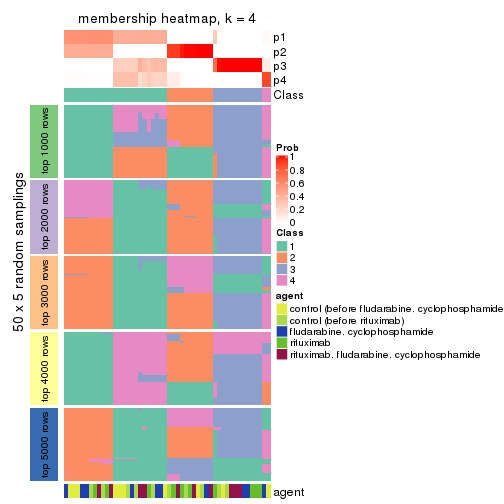 membership heatmap, k = 4
p1
p2
p3
p4
Class
50 x 5 random samplings
top 1000 rows
top 2000 rows
top 3000 rows
top 4000 rows
top 5000 rows
Prob
1
0.8
0.6
0.4
0.2
0
Class
1
2
3
4
agent
control (before fludarabine. cyclophosphamide
control (before rituximab)
fludarabine. cyclophosphamide
rituximab
rituximab. fludarabine. cyclophosphamide
agent